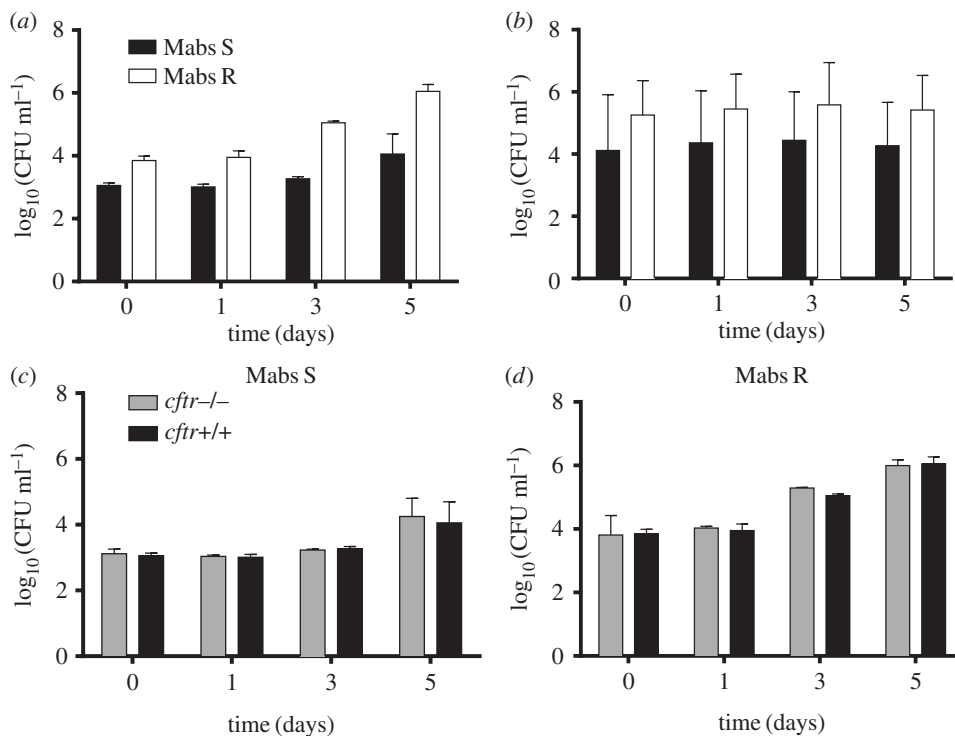 (a)
8
6
4
2
0
log10 (CFU ml−1)
Mabs S
Mabs R
0 1 3 5
time (days)
(b)
8
6
4
2
0
log10 (CFU ml−1)
0 1 3 5
time (days)
(c) Mabs S
8
6
4
2
0
log10 (CFU ml−1)
cftr–/–
cftr+/+
0 1 3 5
time (days)
(d) Mabs R
8
6
4
2
0
log10 (CFU ml−1)
0 1 3 5
time (days)